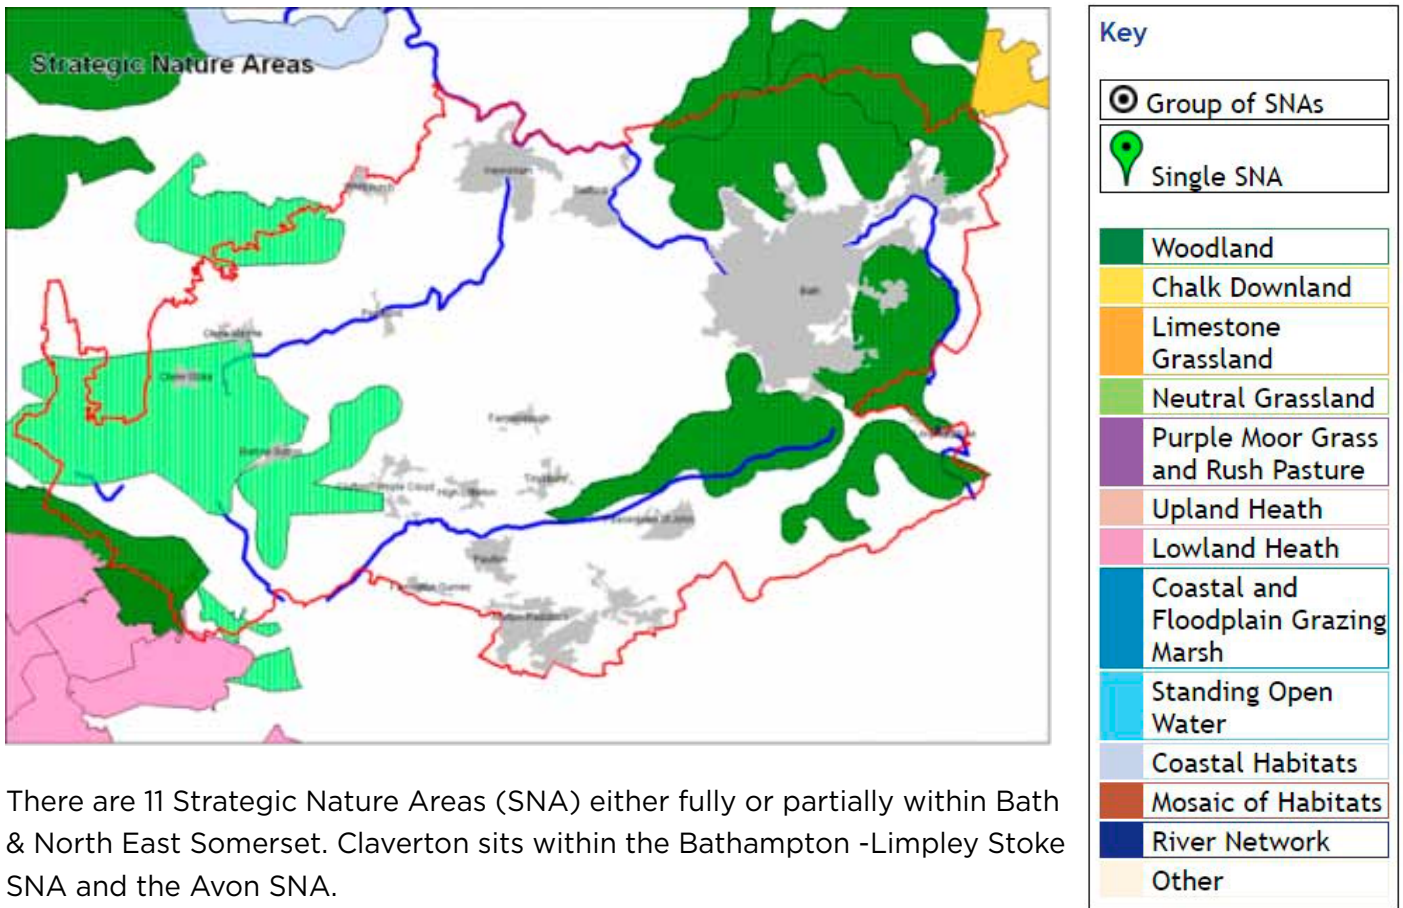 Strategic Nature Areas
Bath
There are 11 Strategic Nature Areas (SNA) either fully or partially within Bath
& North East Somerset. Claverton sits within the Bathampton -Limpley Stoke
SNA and the Avon SNA.
Key
Group of SNAs
Single SNA
Woodland
Chalk Downland
Limestone
Grassland
Neutral Grassland
Purple Moor Grass
and Rush Pasture
Upland Heath
Lowland Heath
Coastal and
Floodplain Grazing
Marsh
Standing Open
Water
Coastal Habitats
Mosaic of Habitats
River Network
Other